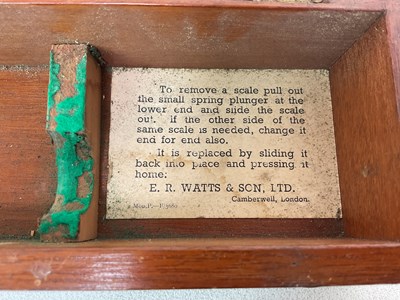 To remove a scale pull out
the small spring plunger at the
lower end and slide the scale
out. If the other side of the
same scale is needed, change it
end for end also.
It is replaced by sliding it
back into place and pressing it
home:
E. R. WATTS & SON, LTD.
Camberwell, London.